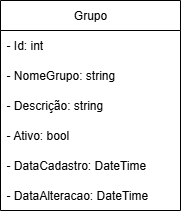 Grupo
- Id: int
- NomeGrupo: string
- Descrição: string
- Ativo: bool
- DataCadastro: DateTime
- DataAlteracao: DateTime